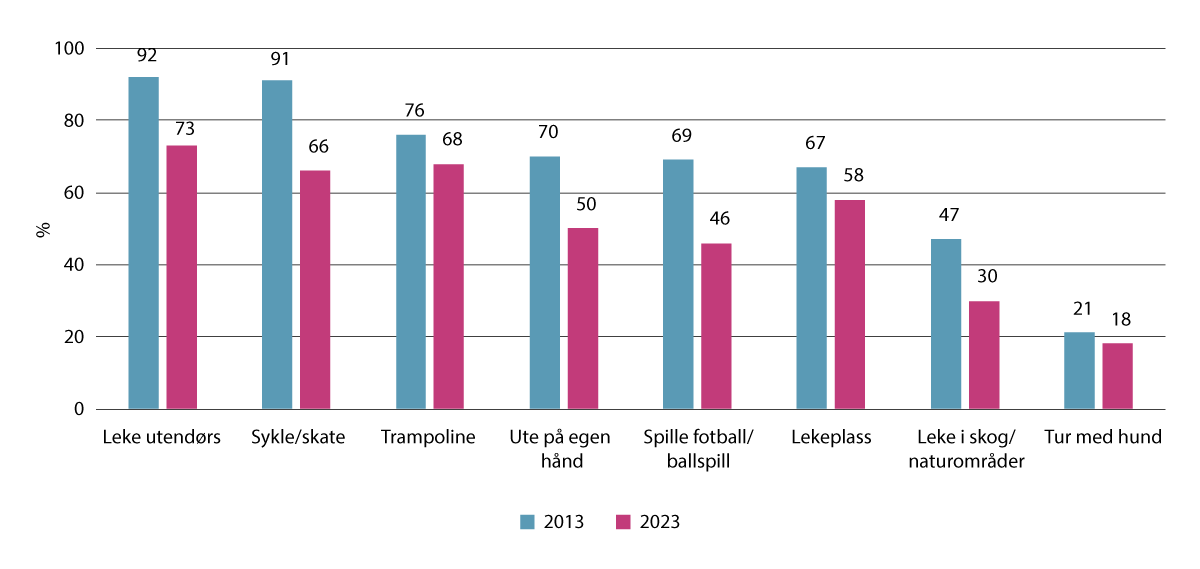 100
80
60
40
20
0
%
92
73
91
66
76
68
70
50
69
46
67
58
47
30
21
18
Leke utendørs
Sykle/skate
Trampoline
Ute på egen
hånd
Spille fotball/
ballspill
Lekeplass
Leke i skog/
naturområder
Tur med hund
2013
2023